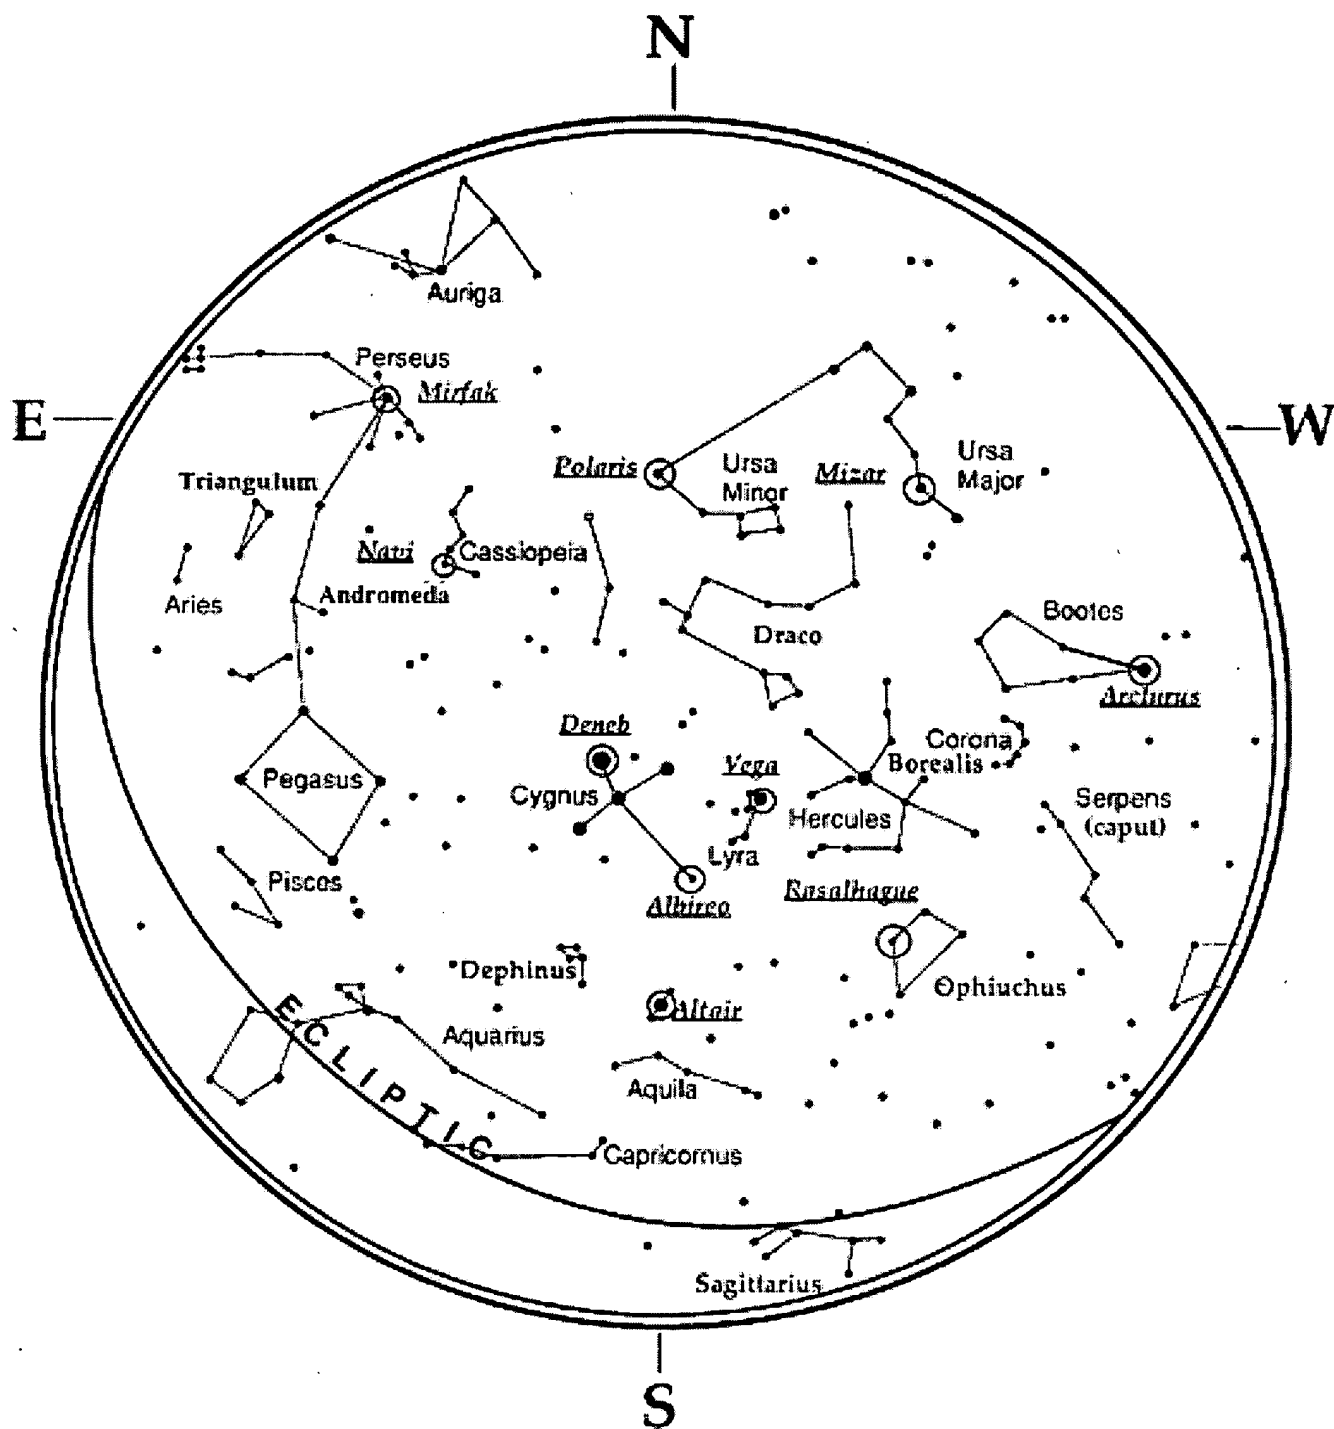 N
Auriga
Perseus
Mirfak
E
W
Polaris
Ursa
Minor
Mizar
Ursa
Major
Triangulum
Navi
Cassiopeia
Aries
Andromeda
Bootes
Draco
Arcturus
Deneb
Corona
Borealis
Vega
Pegasus
Cygnus
Hercules
Serpens
(caput)
Lyra
Pisces
Rasalhague
Albireo
Dephinus
Ophiuchus
Altair
ECLIPTIC
Aquarius
Aquila
Capricornus
Sagittarius
S